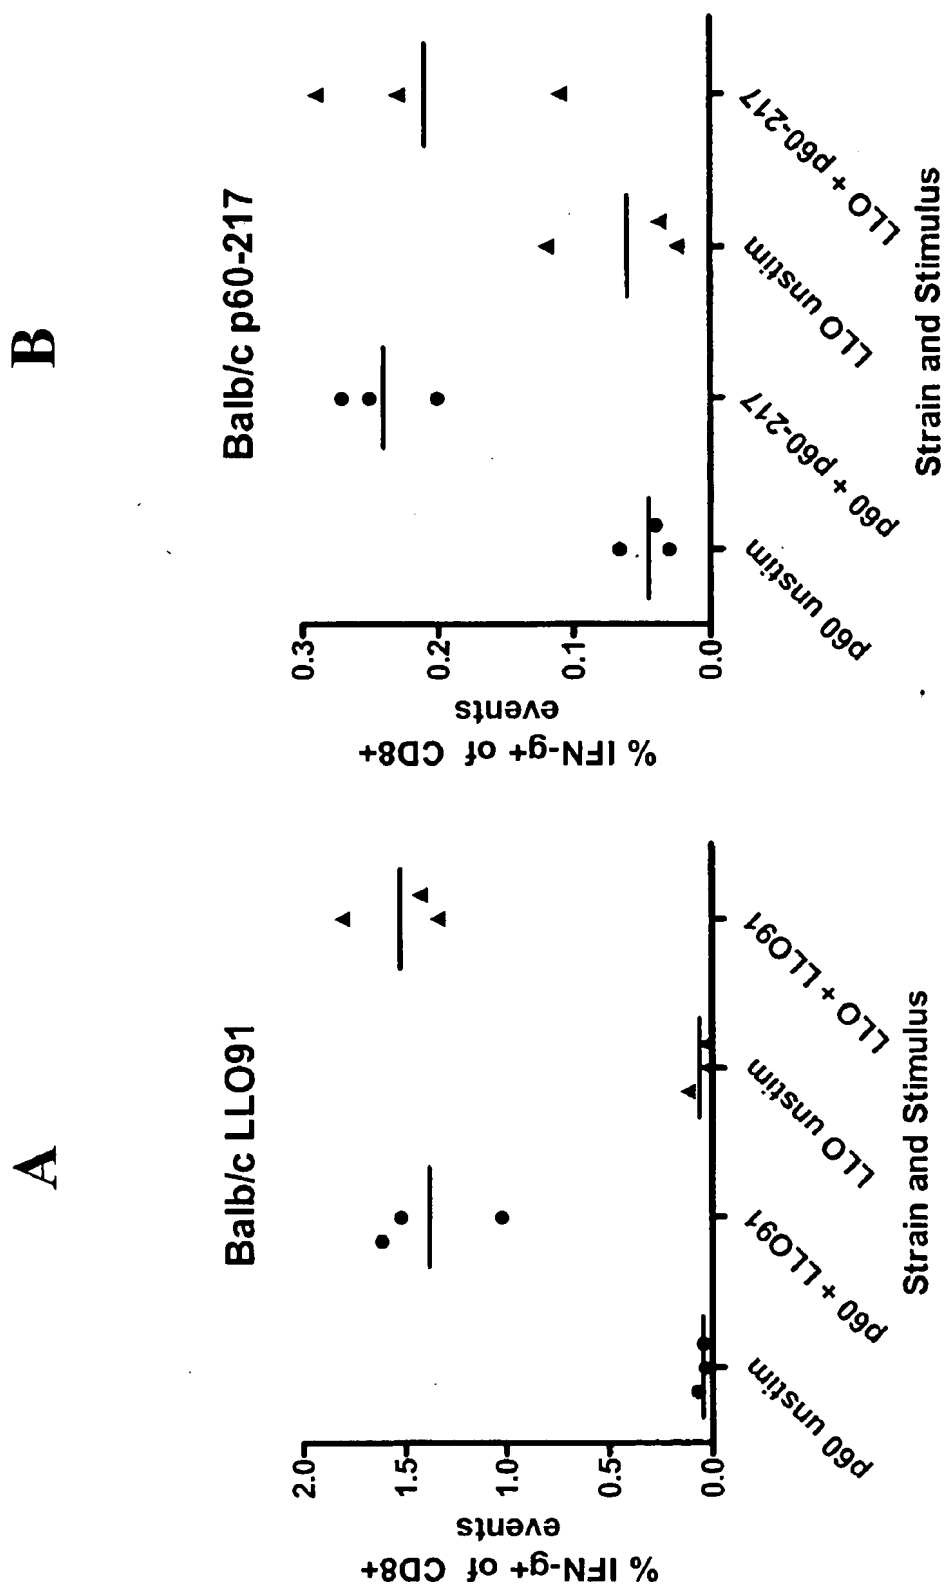 A
Balb/c LLO91
% IFN-g+ of CD8+
events
2.0
1.5
1.0
0.5
0.0
p60 unstim
p60 + LLO91
LLO unstim
LLO + LLO91
Strain and Stimulus
B
Balb/c p60-217
% IFN-g+ of CD8+
events
0.3
0.2
0.1
0.0
p60 unstim
p60 + p60-217
LLO unstim
LLO + p60-217
Strain and Stimulus